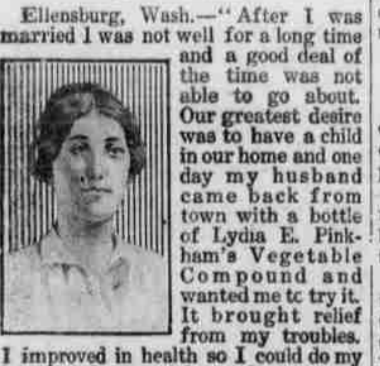 Ellensburg, Wash.—"After I was
married I was not well for a long time
and a good deal of
the time was not
able to go about.
Our greatest desire
was to have a child
in our home and one
day my husband
came back from
town with a bottle
of Lydia E. Pink-
ham's Vegetable
Compound and
wanted me tc try it.
It brought relief
from my troubles.
I improved in health so I could do my